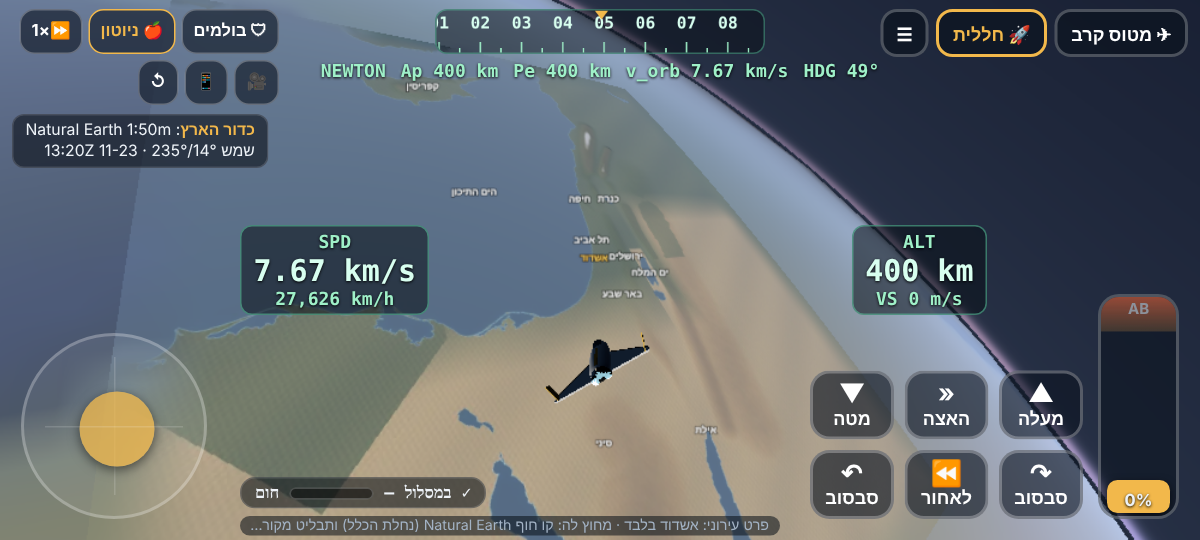 1×⏩
🍎 ניוטון
🛡 בולמים
01 02 03 04 05 06 07 08
☰
🚀 חללית
✈ מטוס קרב
NEWTON Ap 400 km Pe 400 km v_orb 7.67 km/s HDG 49°
קפריסין
כדור הארץ: Natural Earth 1:50m
שמש 235°/14° · 11-23 13:20Z
הים התיכון
חיפה כנרת
תל אביב
אשדוד ירושלים
ים המלח
באר שבע
SPD
7.67 km/s
27,626 km/h
ALT
400 km
VS 0 m/s
AB
▼ מטה
» האצה
▲ מעלה
סיני
אילת
↶ סבסוב
⏪ לאחור
↷ סבסוב
0%
✓ במסלול — חום
פרט עירוני: אשדוד בלבד · מחוץ לה: קו חוף Natural Earth (נחלת הכלל) ותבליט מקור...